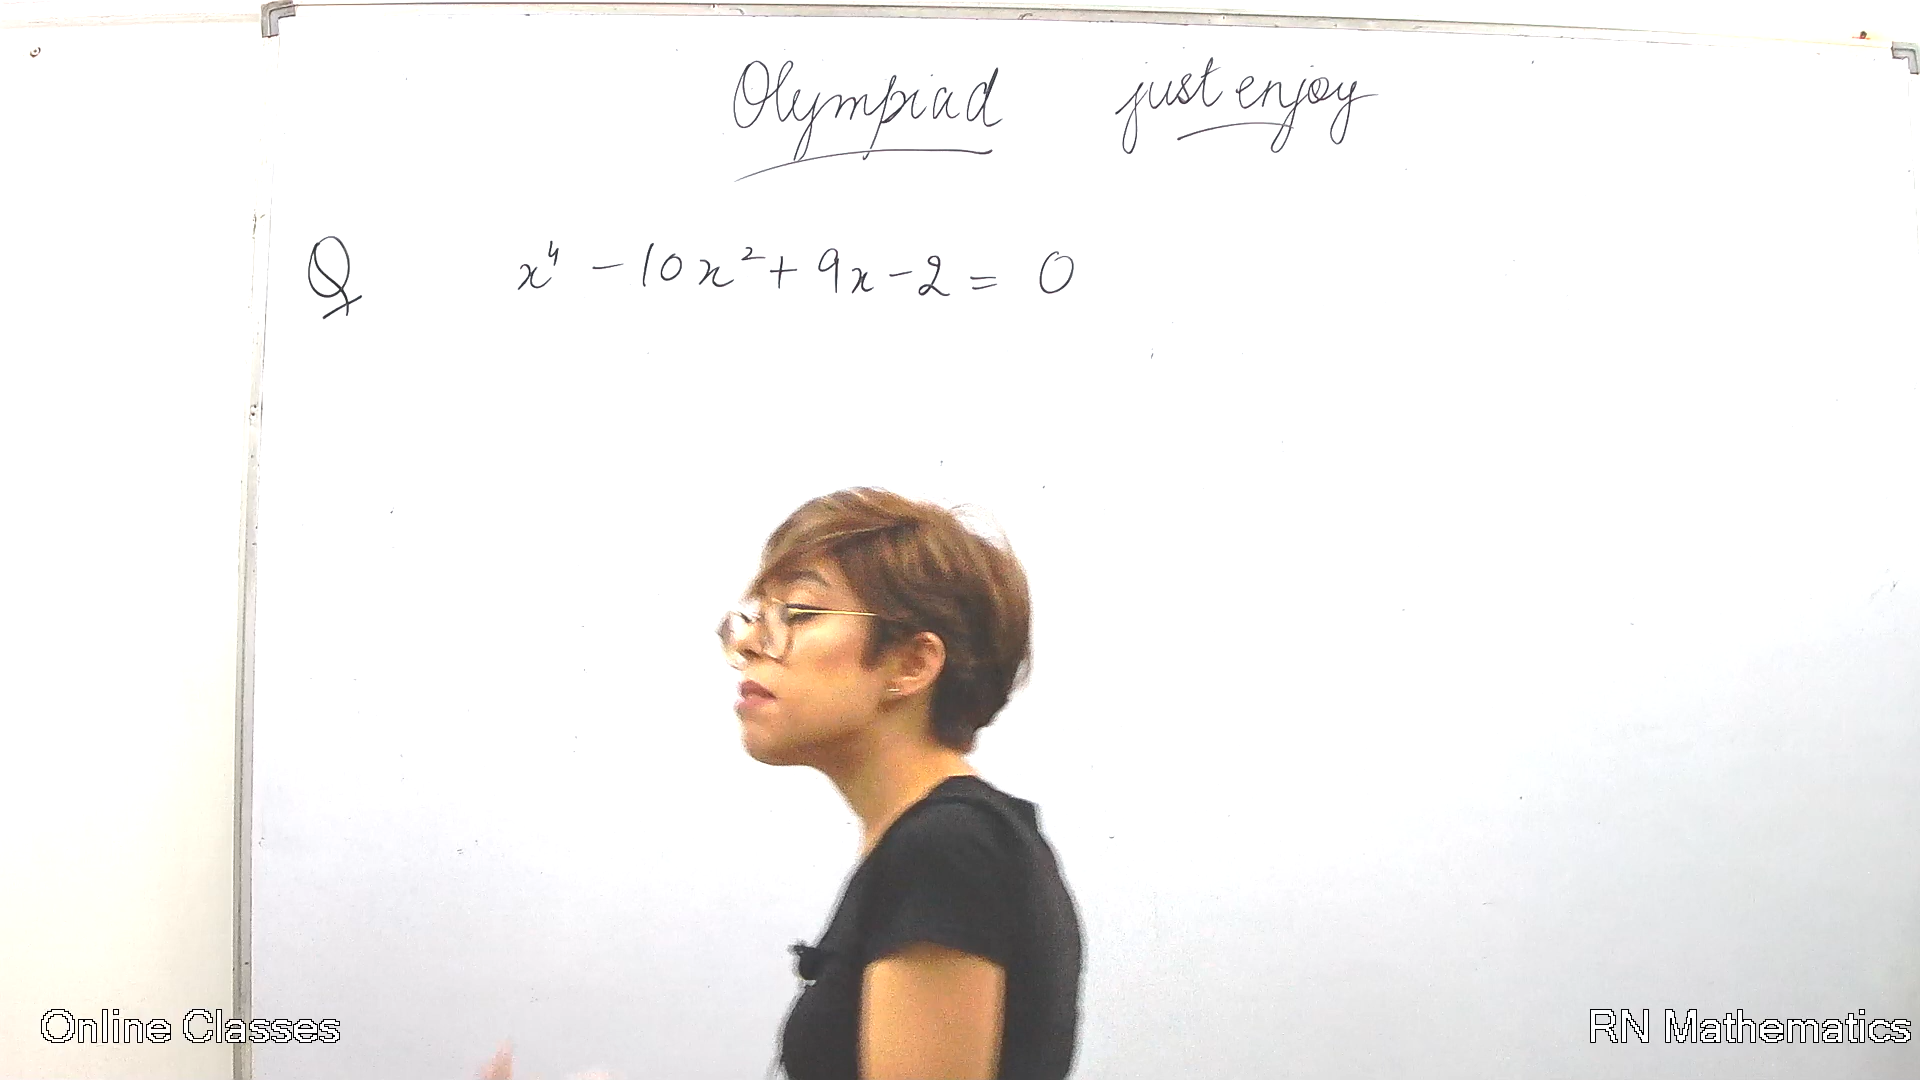 Olympiad just enjoy
Q x⁴ - 10x² + 9x - 2 = 0
Online Classes
RN Mathematics